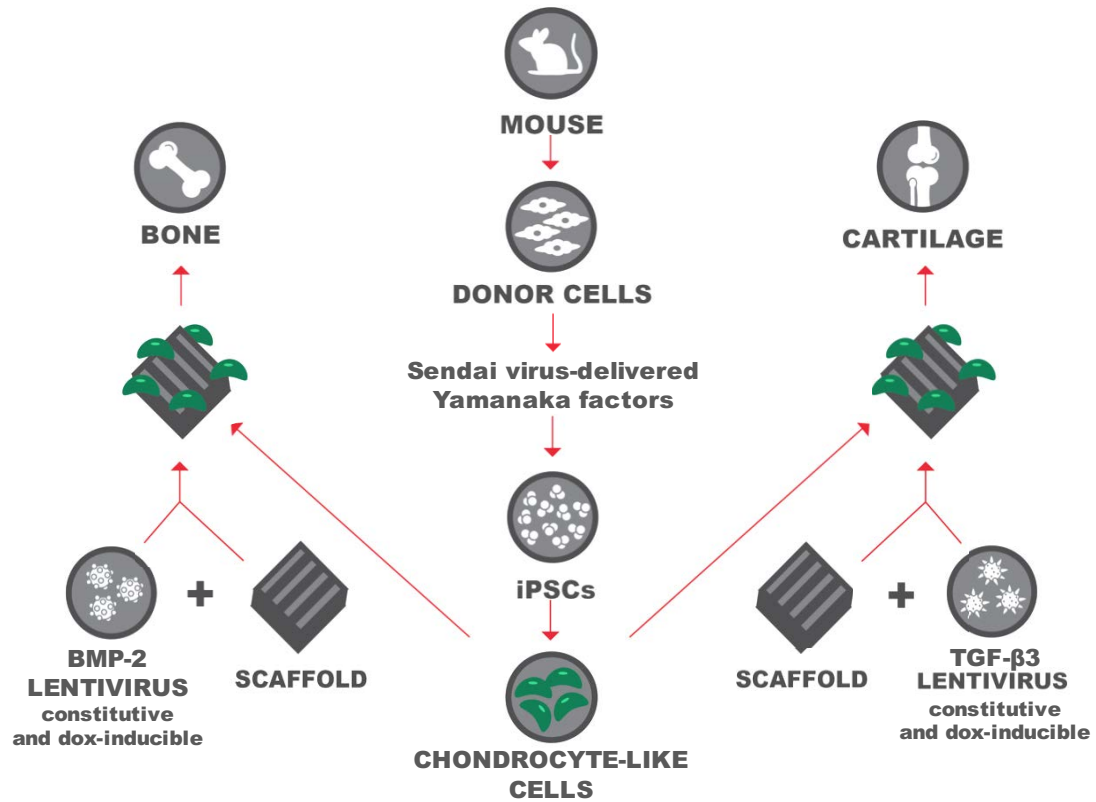 MOUSE
BONE
DONOR CELLS
CARTILAGE
Sendai virus-delivered
Yamanaka factors
iPSCs
+
+
BMP-2
LENTIVIRUS
constitutive
and dox-inducible
SCAFFOLD
SCAFFOLD
TGF-β3
LENTIVIRUS
constitutive
and dox-inducible
CHONDROCYTE-LIKE
CELLS